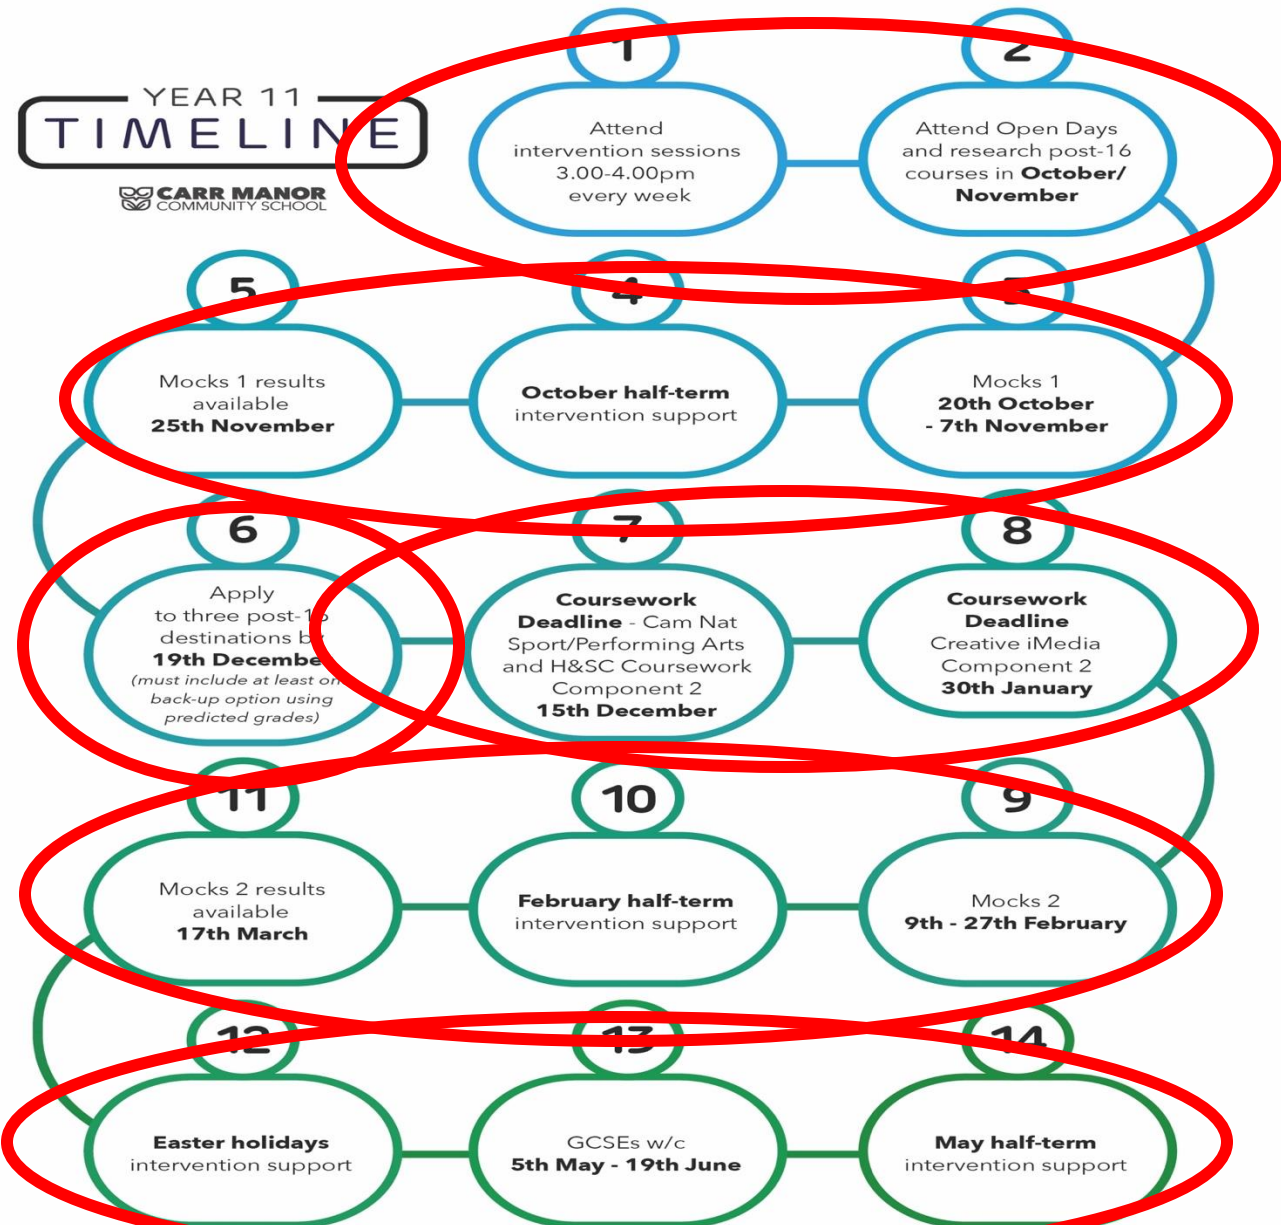 YEAR 11
TIMELINE
CARR MANOR
COMMUNITY SCHOOL
1
Attend
intervention sessions
3.00-4.00pm
every week
2
Attend Open Days
and research post-16
courses in October/
November
3
Mocks 1
20th October
- 7th November
4
October half-term
intervention support
5
Mocks 1 results
available
25th November
6
Apply
to three post-16
destinations by
19th December
(must include at least one
back-up option using
predicted grades)
7
Coursework
Deadline - Cam Nat
Sport/Performing Arts
and H&SC Coursework
Component 2
15th December
8
Coursework
Deadline
Creative iMedia
Component 2
30th January
9
Mocks 2
9th - 27th February
10
February half-term
intervention support
11
Mocks 2 results
available
17th March
12
Easter holidays
intervention support
13
GCSEs w/c
5th May - 19th June
14
May half-term
intervention support